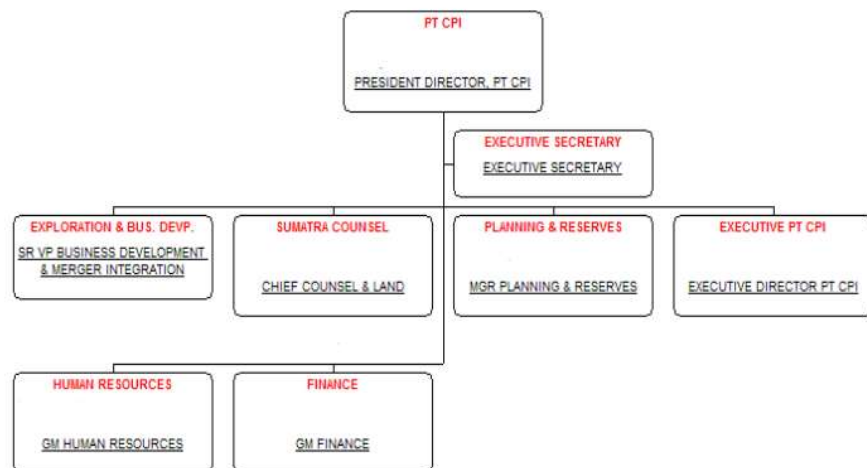 PT CPI
PRESIDENT DIRECTOR, PT CPI
EXECUTIVE SECRETARY
EXECUTIVE SECRETARY
EXPLORATION & BUS. DEVP.
SR VP BUSINESS DEVELOPMENT
& MERGER INTEGRATION
SUMATRA COUNSEL
CHIEF COUNSEL & LAND
PLANNING & RESERVES
MGR PLANNING & RESERVES
EXECUTIVE PT CPI
EXECUTIVE DIRECTOR PT CPI
HUMAN RESOURCES
GM HUMAN RESOURCES
FINANCE
GM FINANCE